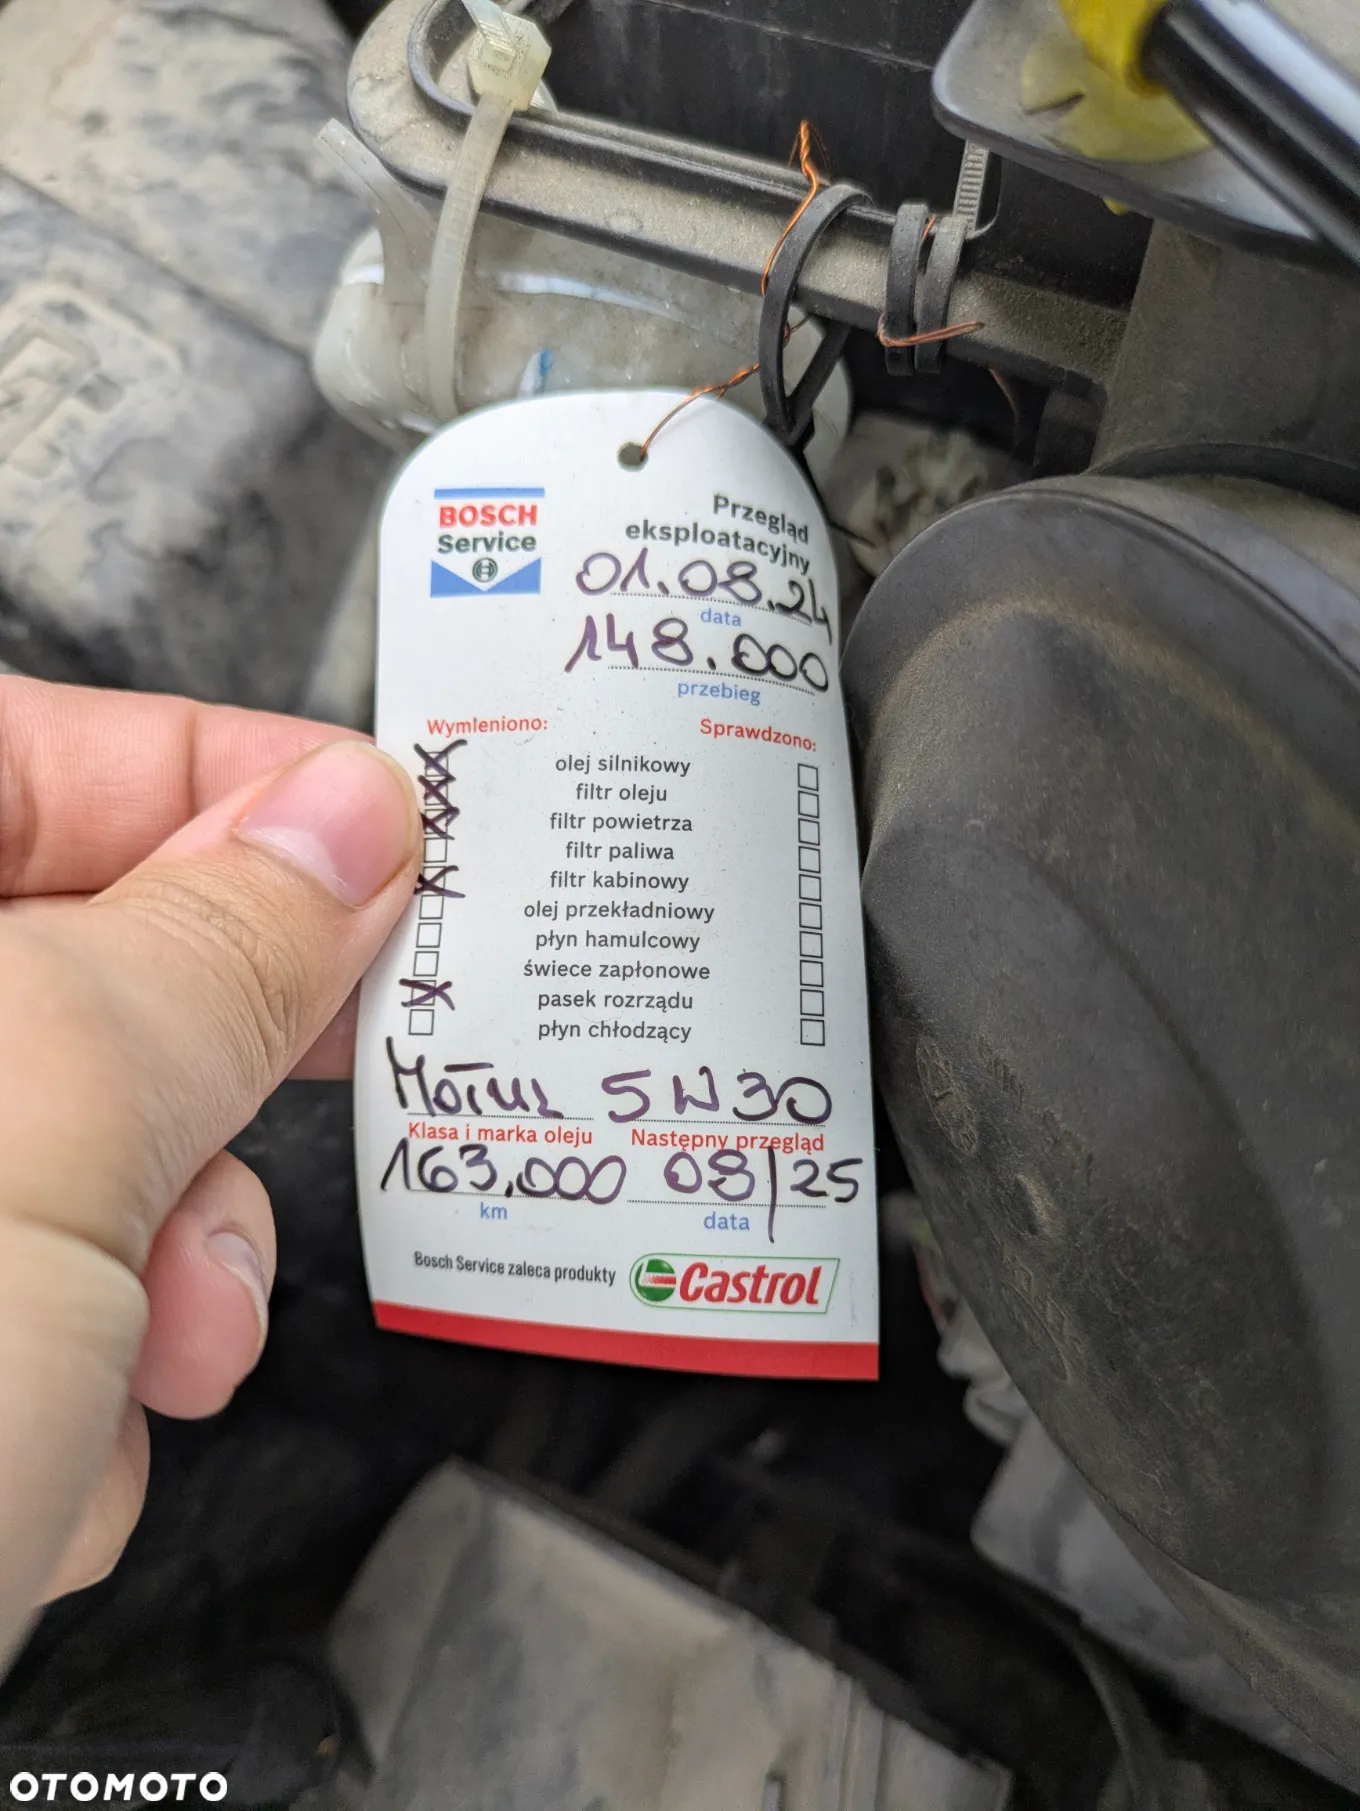 BOSCH
Service
Przegląd
eksploatacyjny
01.08.24
data
148.000
przebieg
Wymieniono: Sprawdzono:
olej silnikowy
filtr oleju
filtr powietrza
filtr paliwa
filtr kabinowy
olej przekładniowy
płyn hamulcowy
świece zapłonowe
pasek rozrządu
płyn chłodzący
MOTUL 5W30
Klasa i marka oleju Następny przegląd
163.000 08/25
km data
Bosch Service zaleca produkty Castrol
OTOMOTO